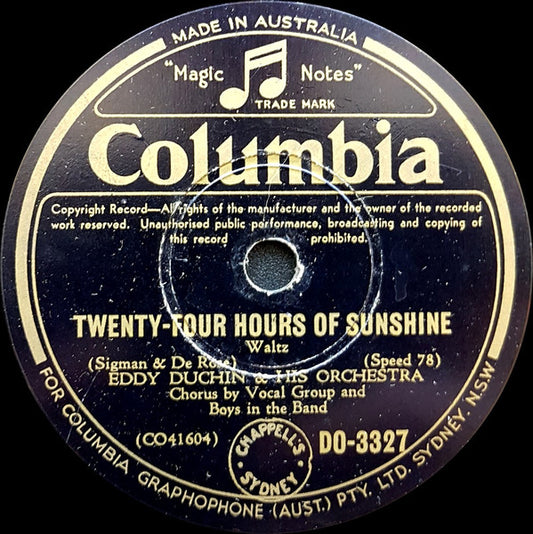 MADE IN AUSTRALIA
"Magic Notes"
TRADE MARK
Columbia
Copyright Record—All rights of the manufacturer and the owner of the recorded
work reserved. Unauthorised public performance, broadcasting and copying of
this record prohibited.
TWENTY-FOUR HOURS OF SUNSHINE
Waltz
(Sigman & De Rose) (Speed 78)
EDDY DUCHIN & HIS ORCHESTRA
Chorus by Vocal Group and
Boys in the Band
(CO41604) DO-3327
CHAPPELL'S
· SYDNEY ·
FOR COLUMBIA GRAPHOPHONE (AUST.) PTY. LTD. SYDNEY. N.S.W